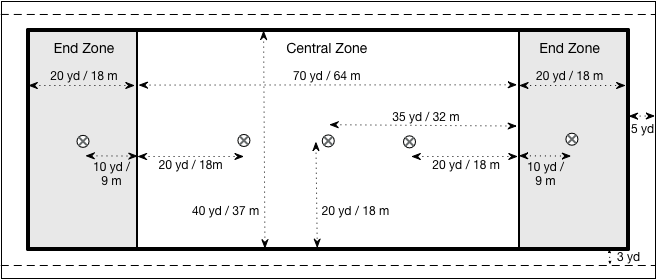 End Zone
Central Zone
End Zone
20 yd / 18 m
70 yd / 64 m
20 yd / 18 m
35 yd / 32 m
5 yd
10 yd /
9 m
20 yd / 18m
20 yd / 18 m
10 yd /
9 m
40 yd / 37 m
20 yd / 18 m
3 yd